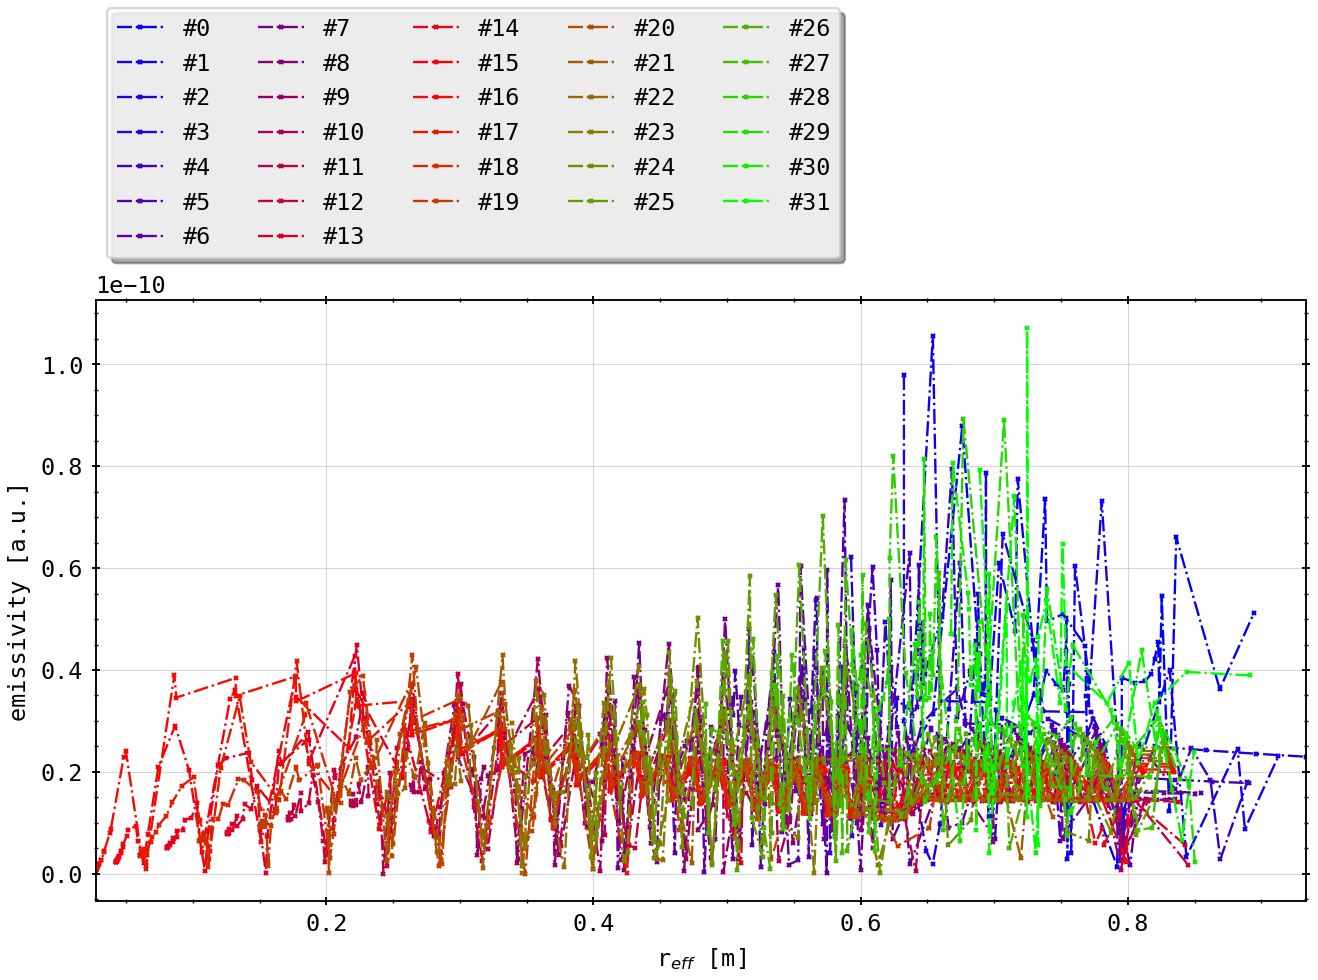 #0 #7 #14 #20 #26
#1 #8 #15 #21 #27
#2 #9 #16 #22 #28
#3 #10 #17 #23 #29
#4 #11 #18 #24 #30
#5 #12 #19 #25 #31
#6 #13
1e−10
1.0
0.8
0.6
0.4
0.2
0.0
emissivity [a.u.]
0.2 0.4 0.6 0.8
r_eff [m]